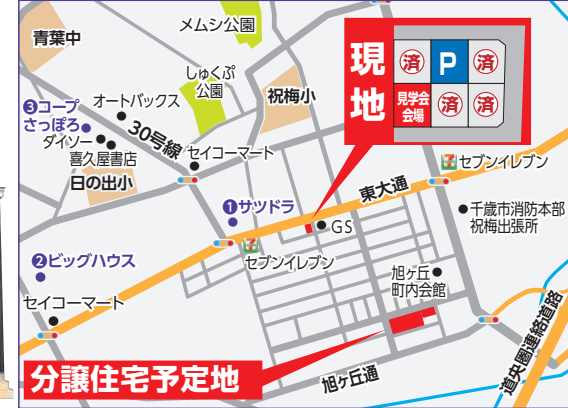 メムシ公園
青葉中
しゅくぷ
公園
祝梅小
現地
済
P
済
見学会
会場
済
済
❸コープ
さっぽろ
オートバックス
ダイソー
喜久屋書店
30号線
セイコーマート
日の出小
セブンイレブン
東大通
❶サツドラ
GS
千歳市消防本部
祝梅出張所
セブンイレブン
❷ビッグハウス
旭ヶ丘
町内会館
セイコーマート
道央圏連絡道路
分譲住宅予定地
旭ヶ丘通